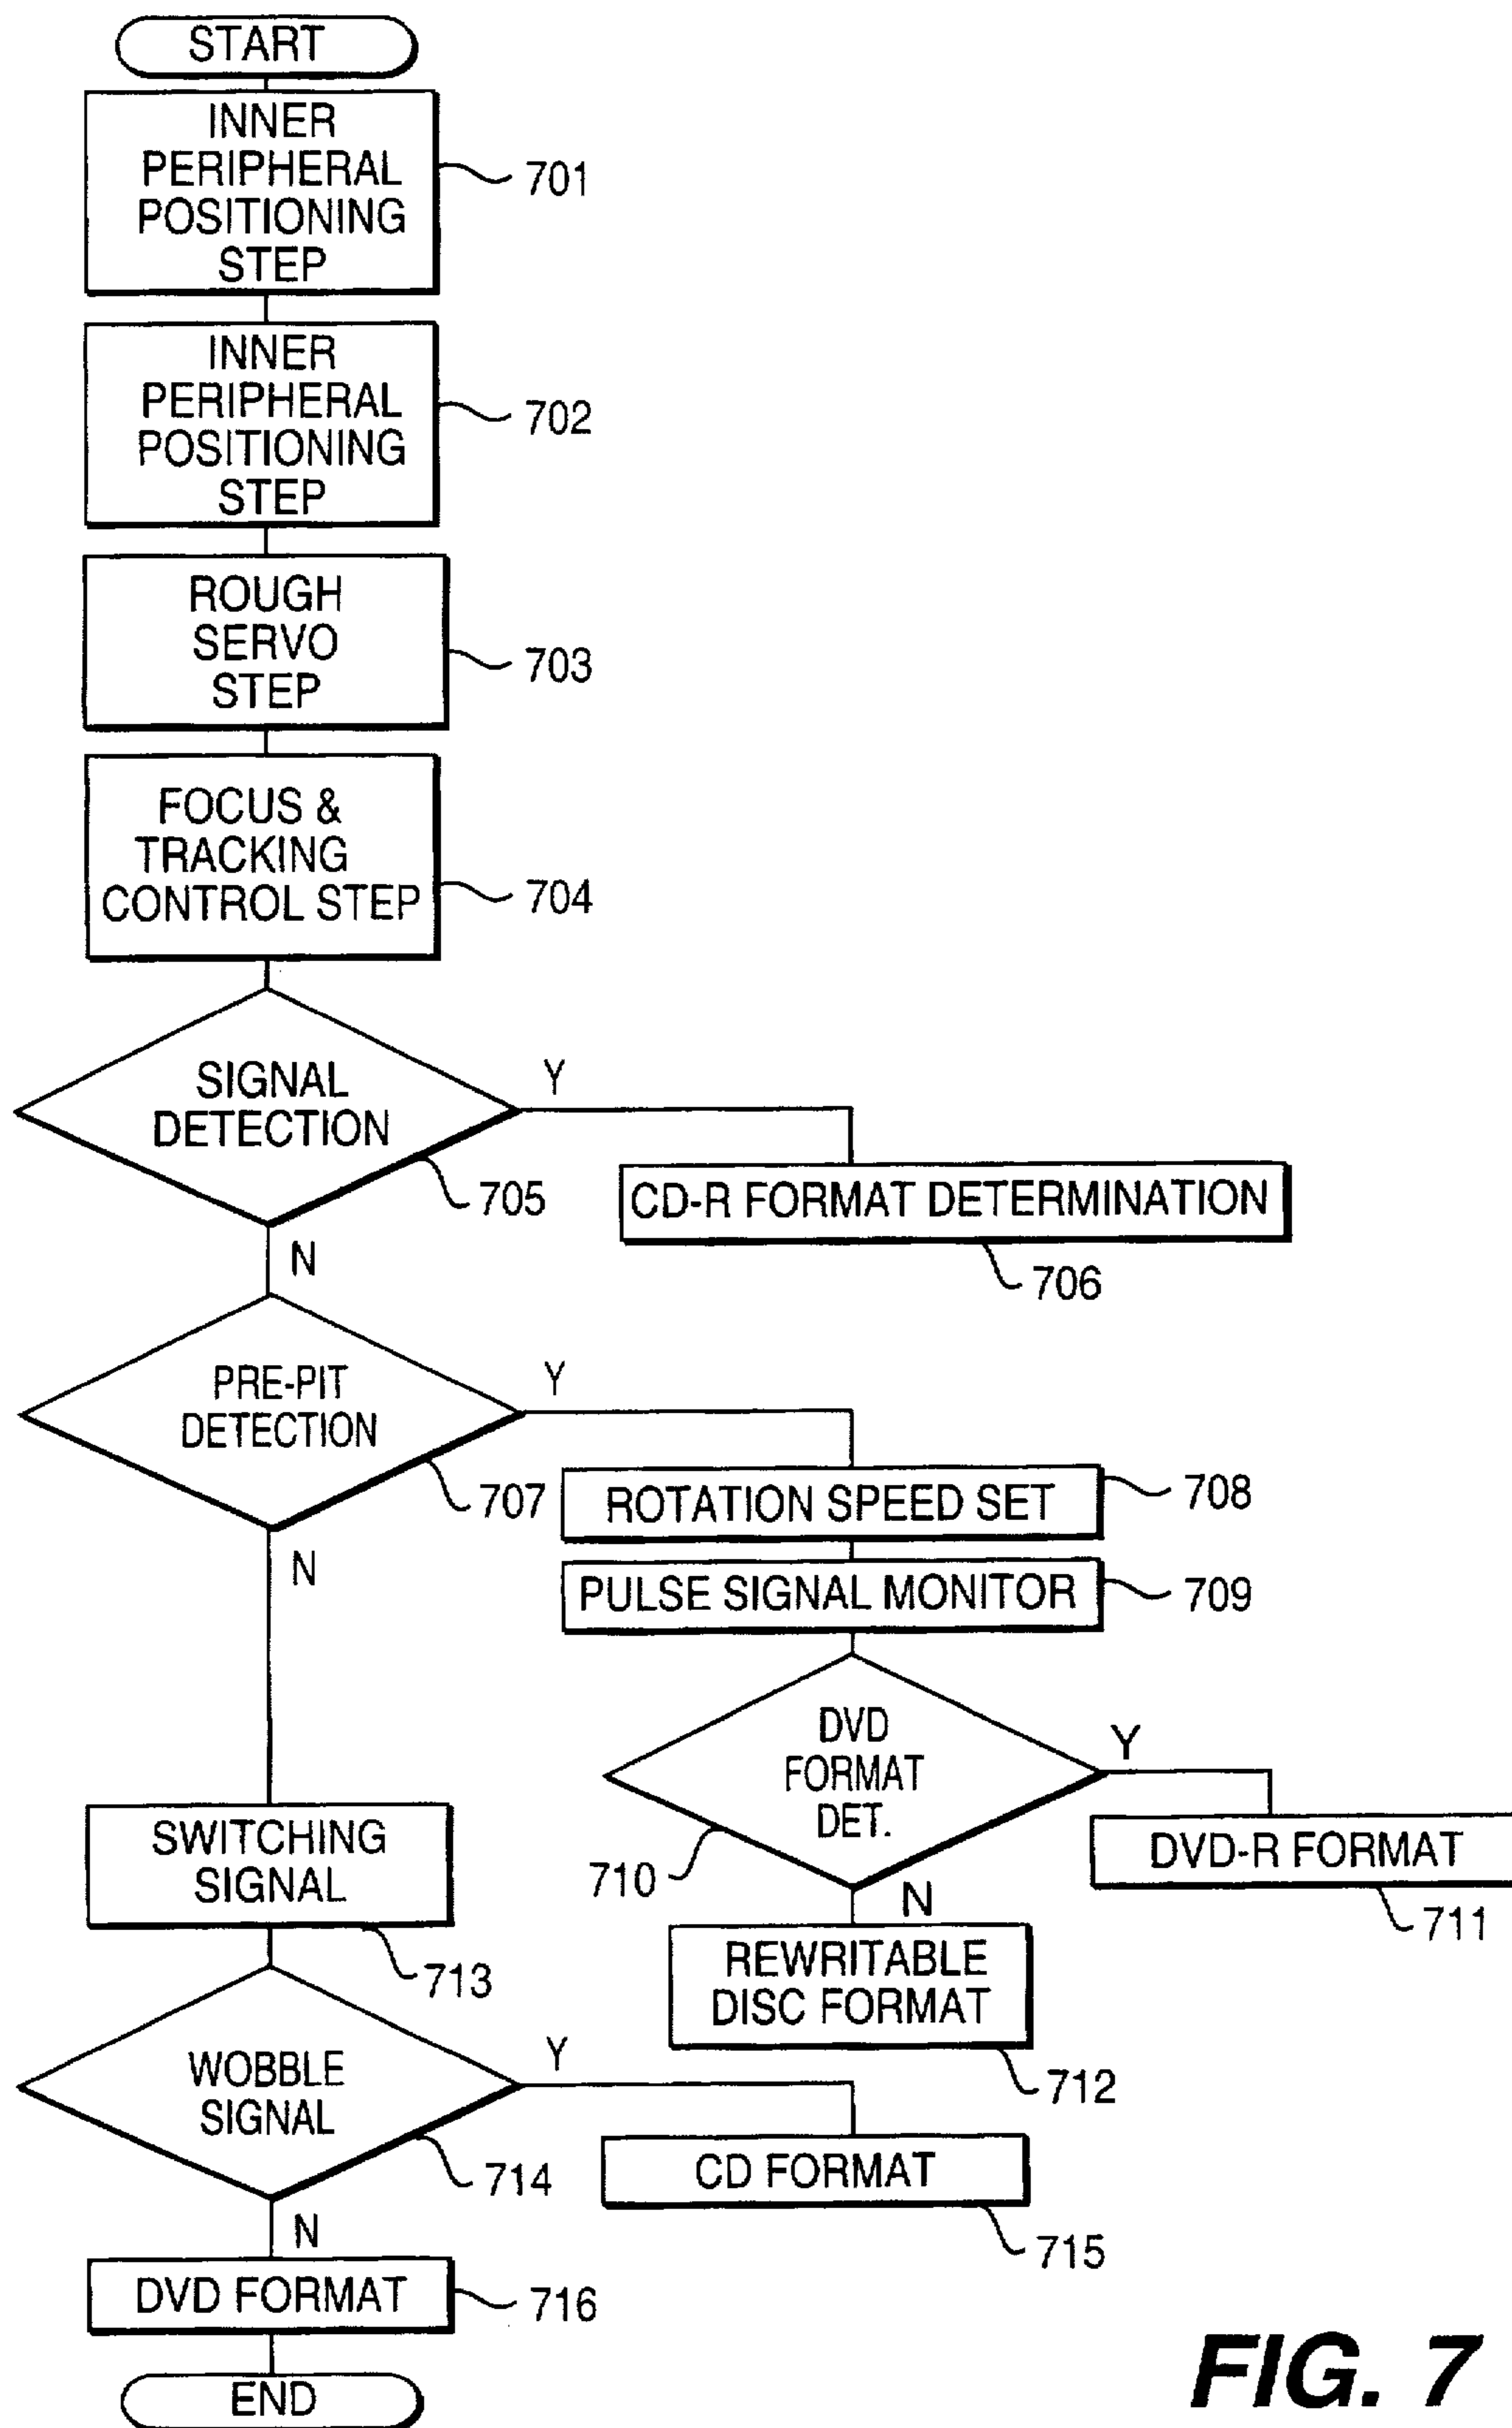 START
INNER
PERIPHERAL
POSITIONING
STEP
701
INNER
PERIPHERAL
POSITIONING
STEP
702
ROUGH
SERVO
STEP
703
FOCUS &
TRACKING
CONTROL STEP
704
SIGNAL
DETECTION
Y
705
N
CD-R FORMAT DETERMINATION
706
PRE-PIT
DETECTION
Y
707
N
ROTATION SPEED SET
708
PULSE SIGNAL MONITOR
709
DVD
FORMAT
DET.
Y
710
N
DVD-R FORMAT
711
REWRITABLE
DISC FORMAT
712
SWITCHING
SIGNAL
713
WOBBLE
SIGNAL
Y
714
N
CD FORMAT
715
DVD FORMAT
716
END
FIG. 7